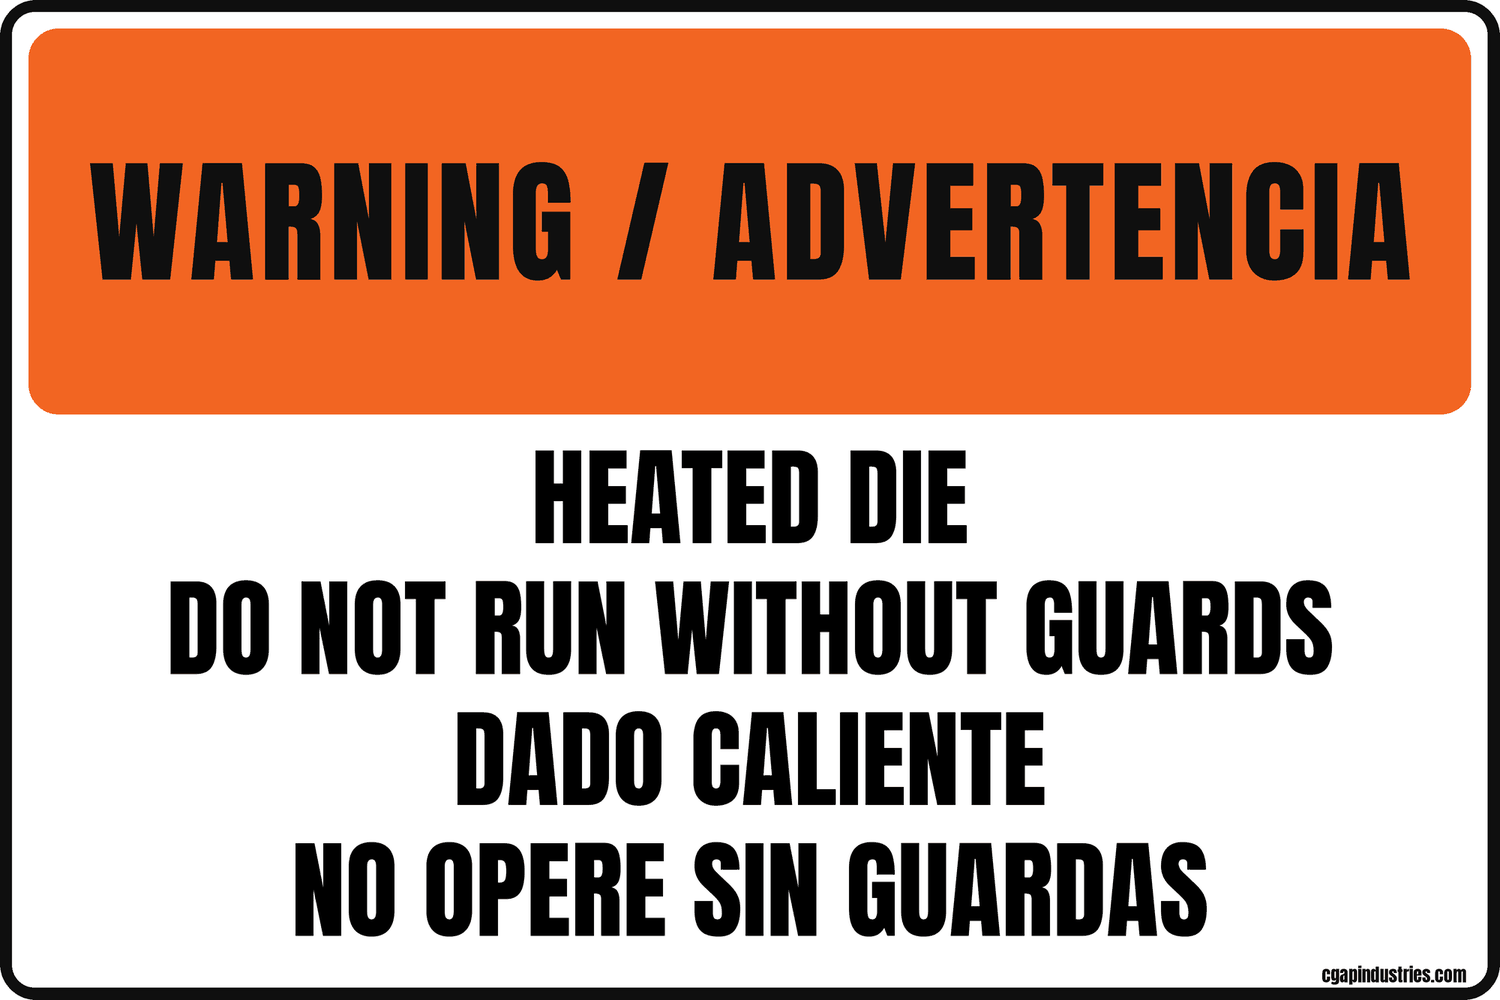 WARNING / ADVERTENCIA
HEATED DIE
DO NOT RUN WITHOUT GUARDS
DADO CALIENTE
NO OPERE SIN GUARDAS
cgapindustries.com